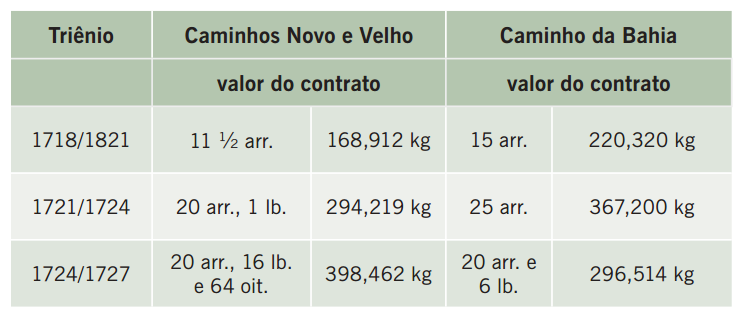 Triênio Caminhos Novo e Velho Caminho da Bahia
valor do contrato valor do contrato
1718/1821 11 ½ arr. 168,912 kg 15 arr. 220,320 kg
1721/1724 20 arr., 1 lb. 294,219 kg 25 arr. 367,200 kg
1724/1727 20 arr., 16 lb. e 64 oit. 398,462 kg 20 arr. e 6 lb. 296,514 kg